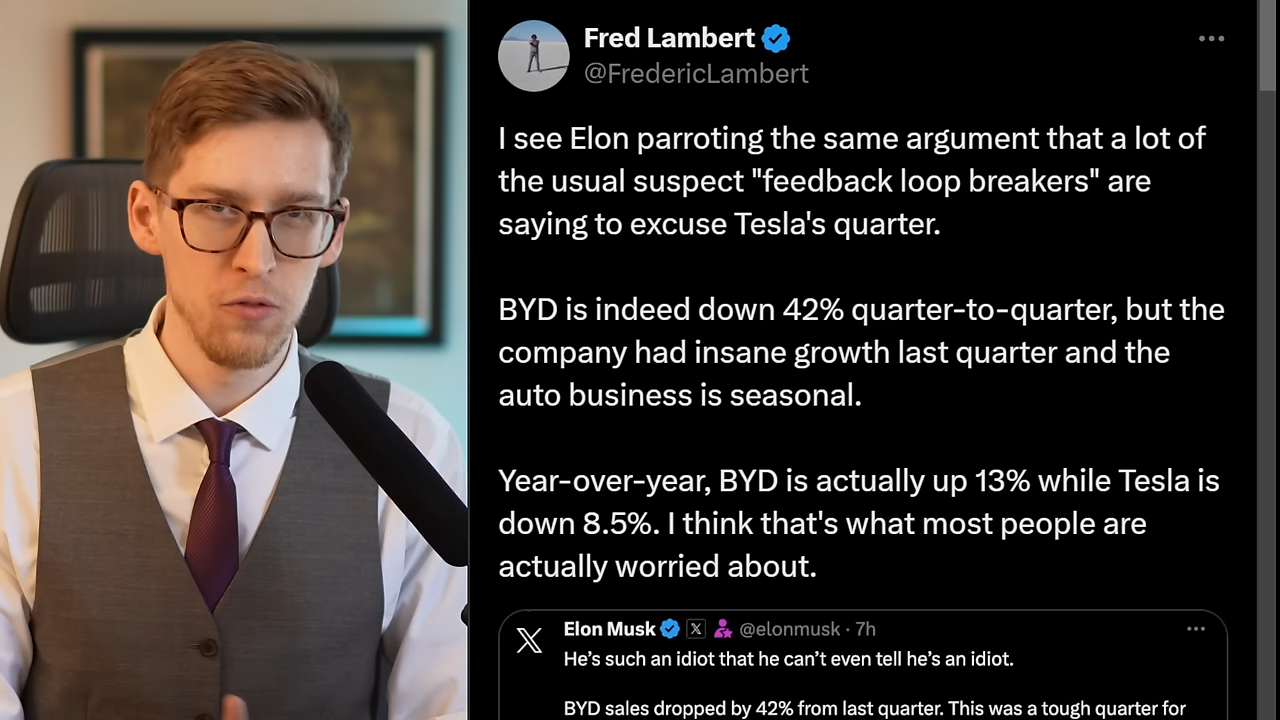 Fred Lambert
@FredericLambert
I see Elon parroting the same argument that a lot of
the usual suspect "feedback loop breakers" are
saying to excuse Tesla's quarter.
BYD is indeed down 42% quarter-to-quarter, but the
company had insane growth last quarter and the
auto business is seasonal.
Year-over-year, BYD is actually up 13% while Tesla is
down 8.5%. I think that's what most people are
actually worried about.
Elon Musk @elonmusk · 7h
He’s such an idiot that he can’t even tell he’s an idiot.
BYD sales dropped by 42% from last quarter. This was a tough quarter for